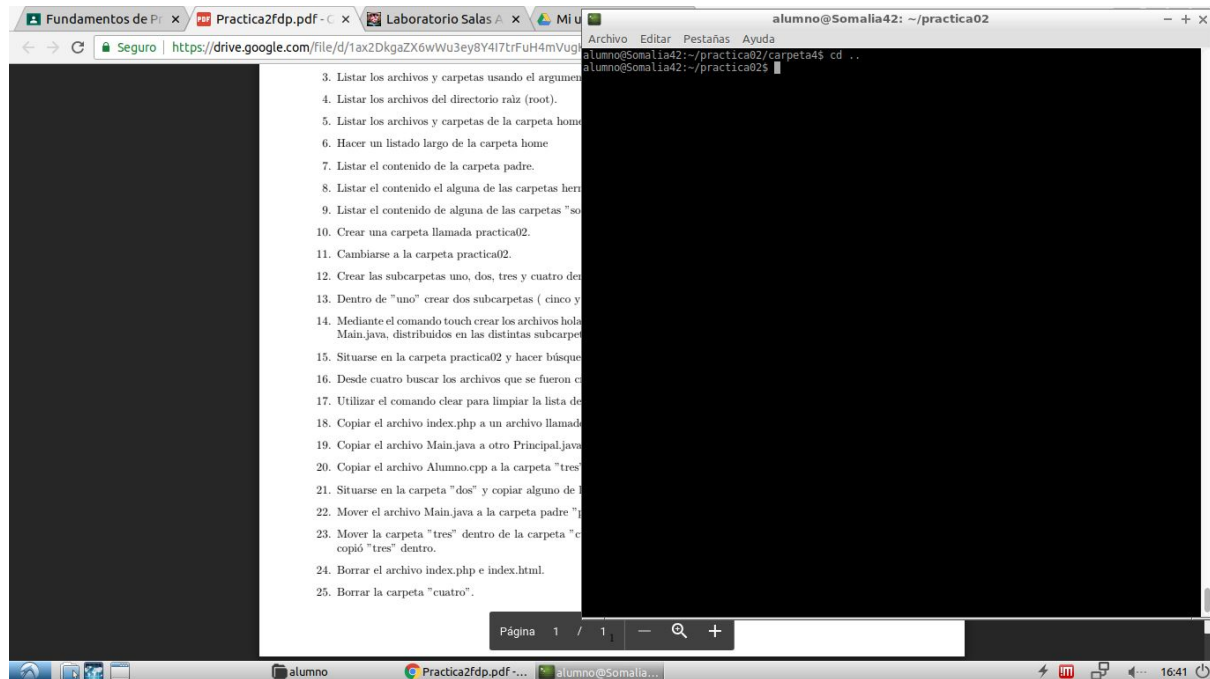 Fundamentos de Pr
Practica2fdp.pdf - G
Laboratorio Salas A
Mi u
alumno@Somalia42: ~/practica02
Seguro | https://drive.google.com/file/d/1ax2DkgaZX6wWu3ey8Y4I7trFuH4mVugk
Archivo Editar Pestañas Ayuda
alumno@Somalia42:~/practica02/carpeta4$ cd ..
alumno@Somalia42:~/practica02$
3. Listar los archivos y carpetas usando el argumen
4. Listar los archivos del directorio raìz (root).
5. Listar los archivos y carpetas de la carpeta home
6. Hacer un listado largo de la carpeta home
7. Listar el contenido de la carpeta padre.
8. Listar el contenido el alguna de las carpetas her
9. Listar el contenido de alguna de las carpetas "so
10. Crear una carpeta llamada practica02.
11. Cambiarse a la carpeta practica02.
12. Crear las subcarpetas uno, dos, tres y cuatro de
13. Dentro de "uno" crear dos subcarpetas ( cinco y
14. Mediante el comando touch crear los archivos hola
Main.java, distribuidos en las distintas subcarpet
15. Situarse en la carpeta practica02 y hacer búsque
16. Desde cuatro buscar los archivos que se fueron c
17. Utilizar el comando clear para limpiar la lista de
18. Copiar el archivo index.php a un archivo llamado
19. Copiar el archivo Main.java a otro Principal.java
20. Copiar el archivo Alumno.cpp a la carpeta "tres"
21. Situarse en la carpeta "dos" y copiar alguno de l
22. Mover el archivo Main.java a la carpeta padre "p
23. Mover la carpeta "tres" dentro de la carpeta "c
copió "tres" dentro.
24. Borrar el archivo index.php e index.html.
25. Borrar la carpeta "cuatro".
Página 1 / 1
1
alumno
Practica2fdp.pdf -...
alumno@Somalia...
16:41